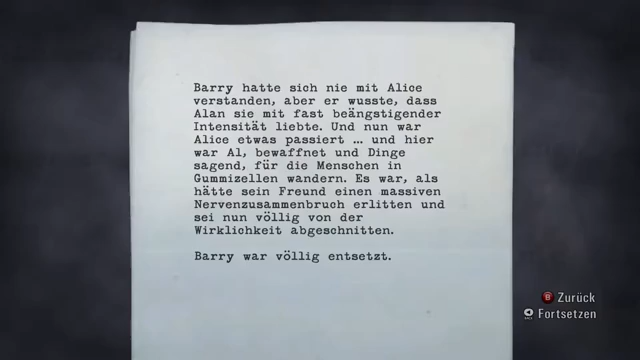 Barry hatte sich nie mit Alice
verstanden, aber er wusste, dass
Alan sie mit fast beängstigender
Intensität liebte. Und nun war
Alice etwas passiert … und hier
war Al, bewaffnet und Dinge
sagend, für die Menschen in
Gummizellen wandern. Es war, als
hätte sein Freund einen massiven
Nervenzusammenbruch erlitten und
sei nun völlig von der
Wirklichkeit abgeschnitten.
Barry war völlig entsetzt.
B Zurück
Fortsetzen